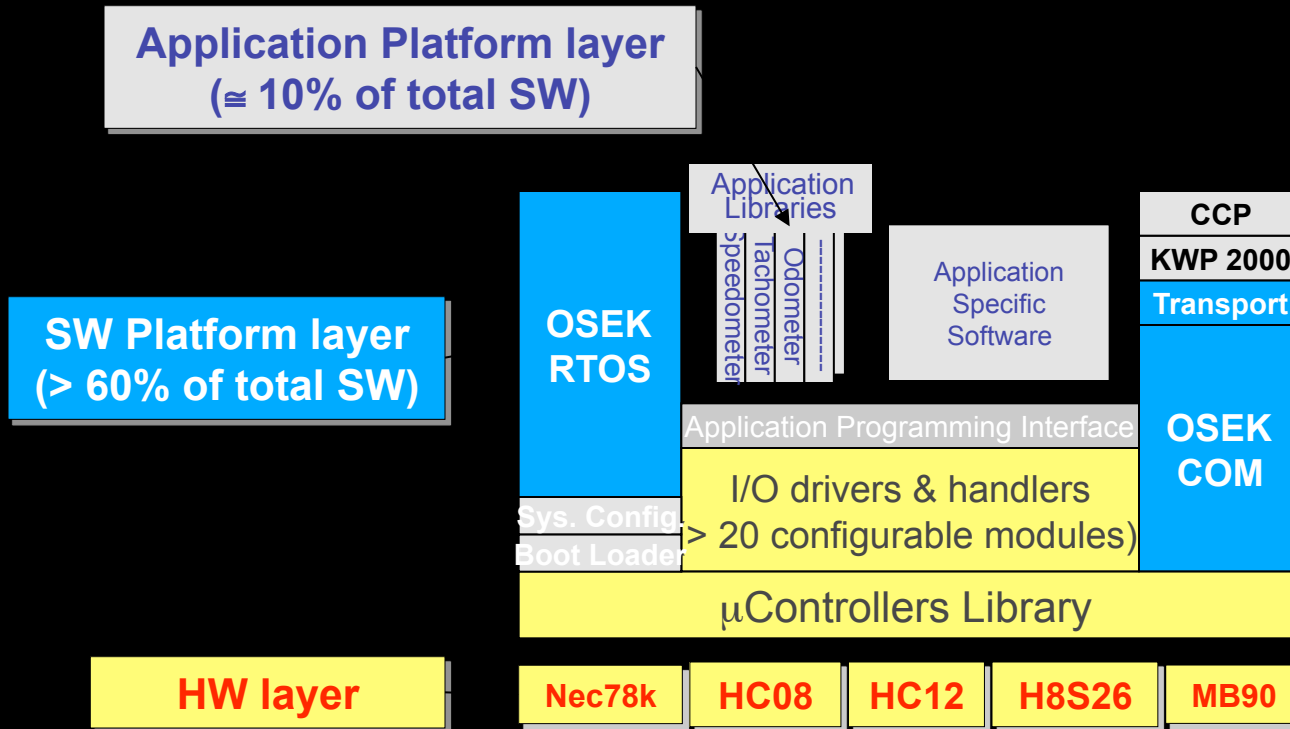 Application Platform layer
(≅ 10% of total SW)
Application
Libraries
Speedometer
Tachometer
Odometer
----------------
Application
Specific
Software
CCP
KWP 2000
Transport
SW Platform layer
(> 60% of total SW)
OSEK
RTOS
Application Programming Interface
OSEK
COM
I/O drivers & handlers
> 20 configurable modules)
Sys. Config.
Boot Loader
µControllers Library
HW layer
Nec78k
HC08
HC12
H8S26
MB90